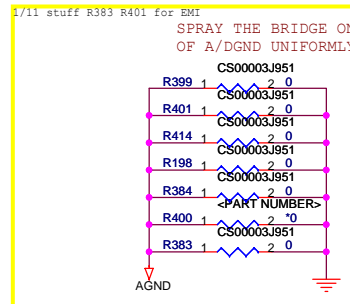 1/11 stuff R383 R401 for EMI
SPRAY THE BRIDGE ON
OF A/DGND UNIFORMLY
CS00003J951
R399 1 2 0
CS00003J951
R401 1 2 0
CS00003J951
R414 1 2 0
CS00003J951
R198 1 2 0
CS00003J951
R384 1 2 0
<PART NUMBER>
R400 1 2 *0
CS00003J951
R383 1 2 0
AGND